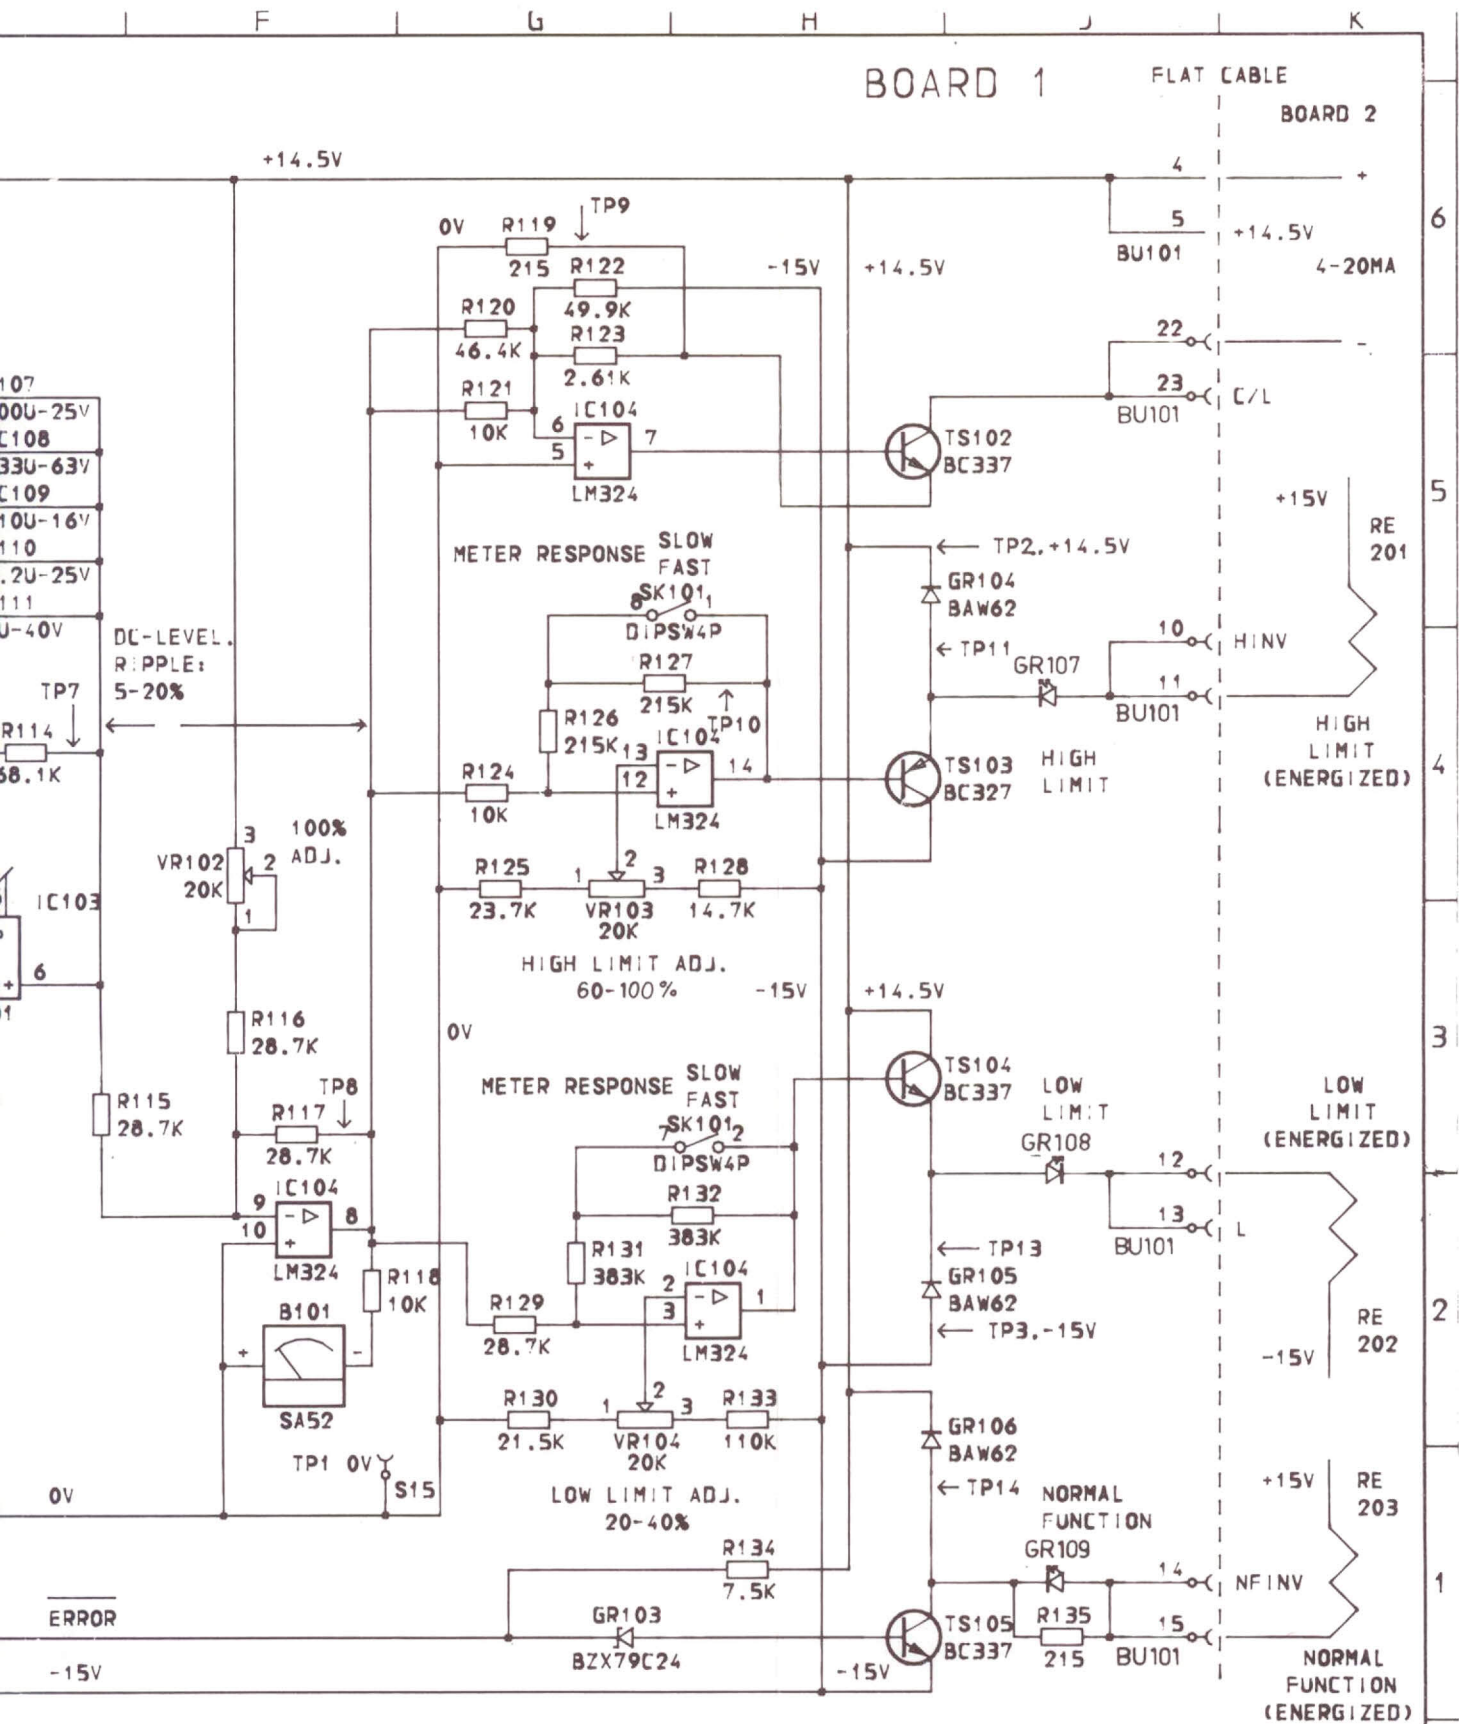 F G H J K
BOARD 1
FLAT CABLE
BOARD 2
+14.5V
4
+
5
+14.5V
BU101
4-20MA
6
0V
R119
215
TP9
R122
49.9K
-15V
+14.5V
R120
46.4K
R123
2.61K
22
-
23
C/L
BU101
107
00U-25V
C108
33U-63V
C109
10U-16V
110
.2U-25V
111
U-40V
R121
10K
IC104
6
5
7
LM324
TS102
BC337
+15V
RE
201
5
METER RESPONSE
SLOW
FAST
SK101
8
1
DIPSW4P
TP2.+14.5V
GR104
BAW62
TP11
10
HINV
GR107
11
BU101
DC-LEVEL.
RIPPLE:
5-20%
TP7
R114
68.1K
R127
215K
TP10
R126
215K
IC104
13
12
14
LM324
R124
10K
TS103
BC327
HIGH
LIMIT
HIGH
LIMIT
(ENERGIZED)
4
3
100%
ADJ.
VR102
20K
2
1
IC103
6
R125
23.7K
1
2
3
VR103
20K
R128
14.7K
HIGH LIMIT ADJ.
60-100%
-15V
+14.5V
0V
R116
28.7K
3
TS104
BC337
METER RESPONSE
SLOW
FAST
SK101
7
2
DIPSW4P
LOW
LIMIT
GR108
LOW
LIMIT
(ENERGIZED)
R115
28.7K
TP8
R117
28.7K
12
13
L
BU101
IC104
9
10
8
LM324
R132
383K
R131
383K
IC104
2
3
1
LM324
TP13
GR105
BAW62
TP3.-15V
R118
10K
R129
28.7K
RE
202
-15V
2
B101
+
-
SA52
R130
21.5K
1
2
3
VR104
20K
R133
110K
GR106
BAW62
TP14
TP1 0V
S15
0V
LOW LIMIT ADJ.
20-40%
NORMAL
FUNCTION
GR109
+15V
RE
203
R134
7.5K
14
NFINV
1
ERROR
GR103
BZX79C24
TS105
BC337
R135
215
15
BU101
-15V
-15V
NORMAL
FUNCTION
(ENERGIZED)